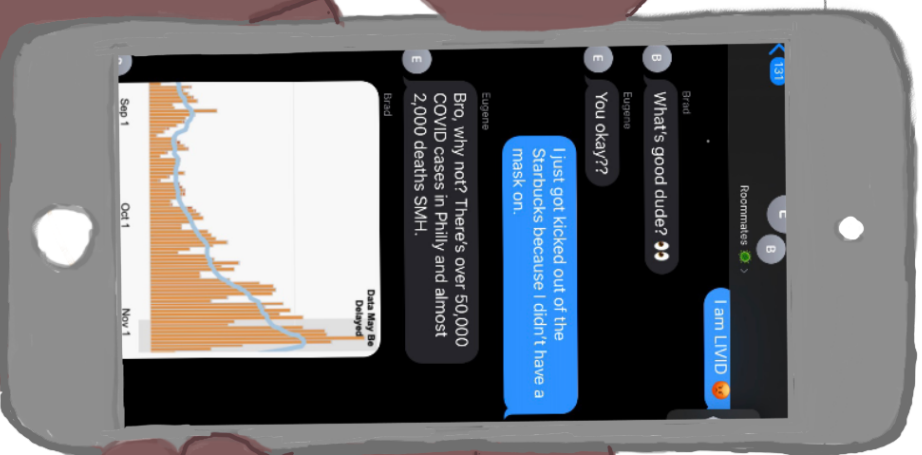 131
E
B
Roommates
I am LIVID 😡
Brad
B
What's good dude? 👀
Eugene
E
You okay??
I just got kicked out of the
Starbucks because I didn't have a
mask on.
Eugene
E
Bro, why not? There's over 50,000
COVID cases in Philly and almost
2,000 deaths SMH.
Brad
Data May Be
Delayed
Sep 1
Oct 1
Nov 1